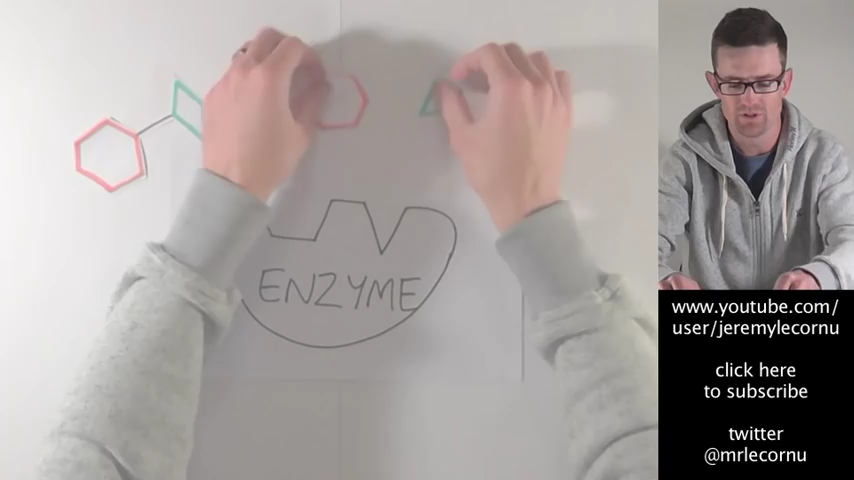 ENZYME
www.youtube.com/
user/jeremylecornu
click here
to subscribe
twitter
@mrlecornu